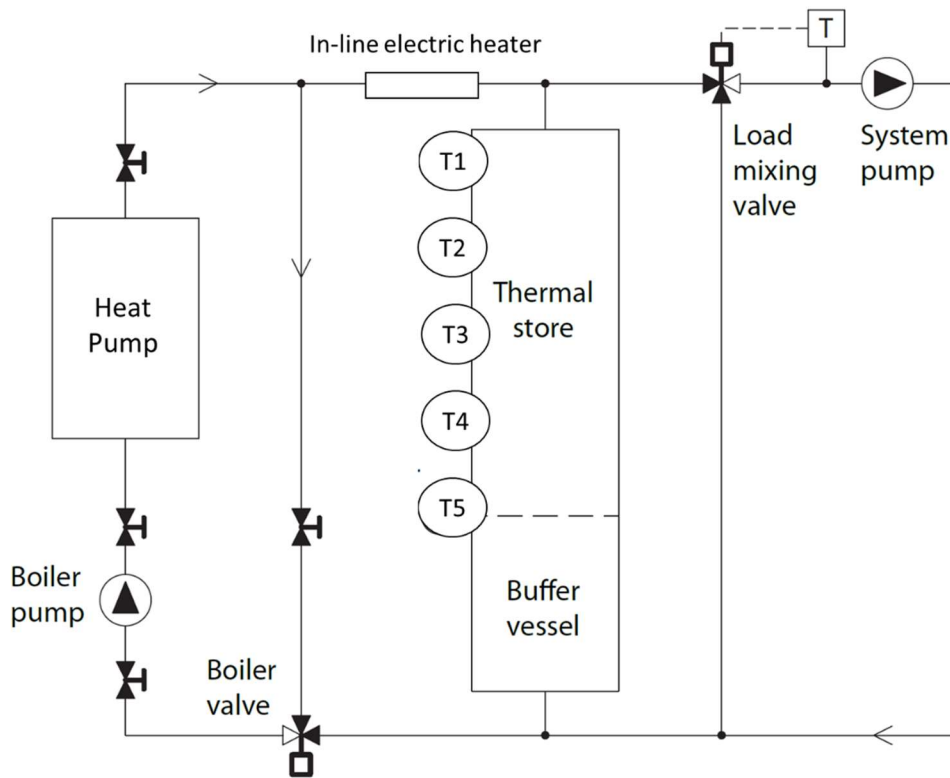 In-line electric heater
T
Load
mixing
valve
System
pump
T1
T2
T3
T4
T5
Thermal
store
Heat
Pump
Boiler
pump
Buffer
vessel
Boiler
valve